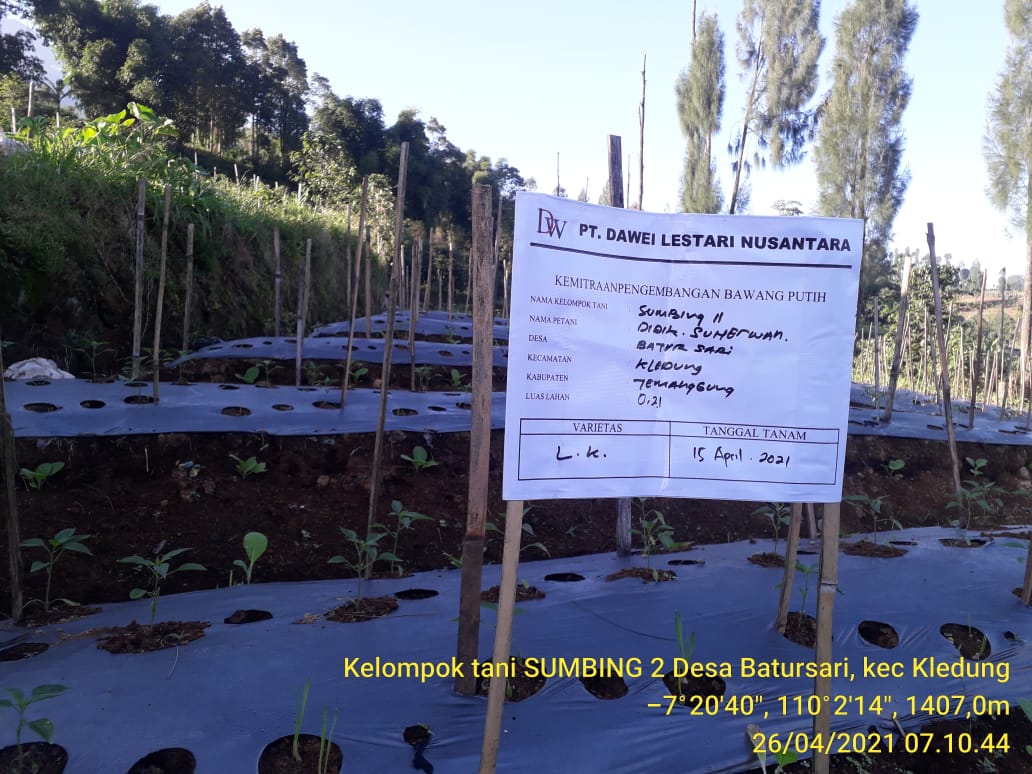 DW PT. DAWEI LESTARI NUSANTARA
KEMITRAANPENGEMBANGAN BAWANG PUTIH
NAMA KELOMPOK TANI SUMBING II
NAMA PETANI DIDIK. SUHERWAN.
DESA BATUR SARI
KECAMATAN KLEDUNG
KABUPATEN TEMANGGUNG
LUAS LAHAN 0,21
VARIETAS TANGGAL TANAM
L.K. 15 April . 2021
Kelompok tani SUMBING 2 Desa Batursari, kec Kledung
−7°20'40", 110°2'14", 1407,0m
26/04/2021 07.10.44